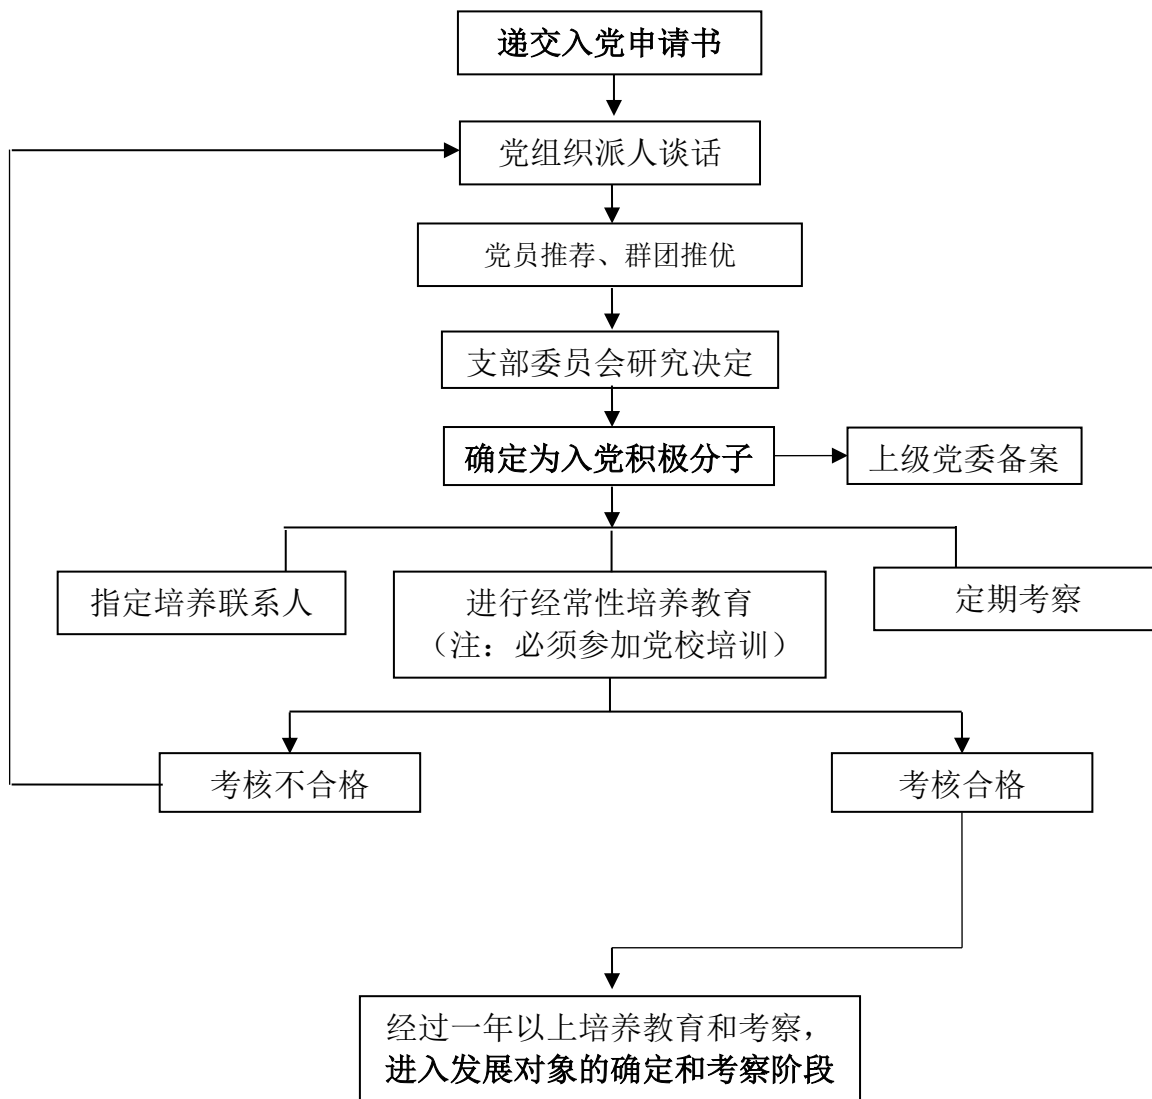 递交入党申请书
党组织派人谈话
党员推荐、群团推优
支部委员会研究决定
确定为入党积极分子
上级党委备案
指定培养联系人
进行经常性培养教育
（注：必须参加党校培训）
定期考察
考核不合格
考核合格
经过一年以上培养教育和考察，
进入发展对象的确定和考察阶段